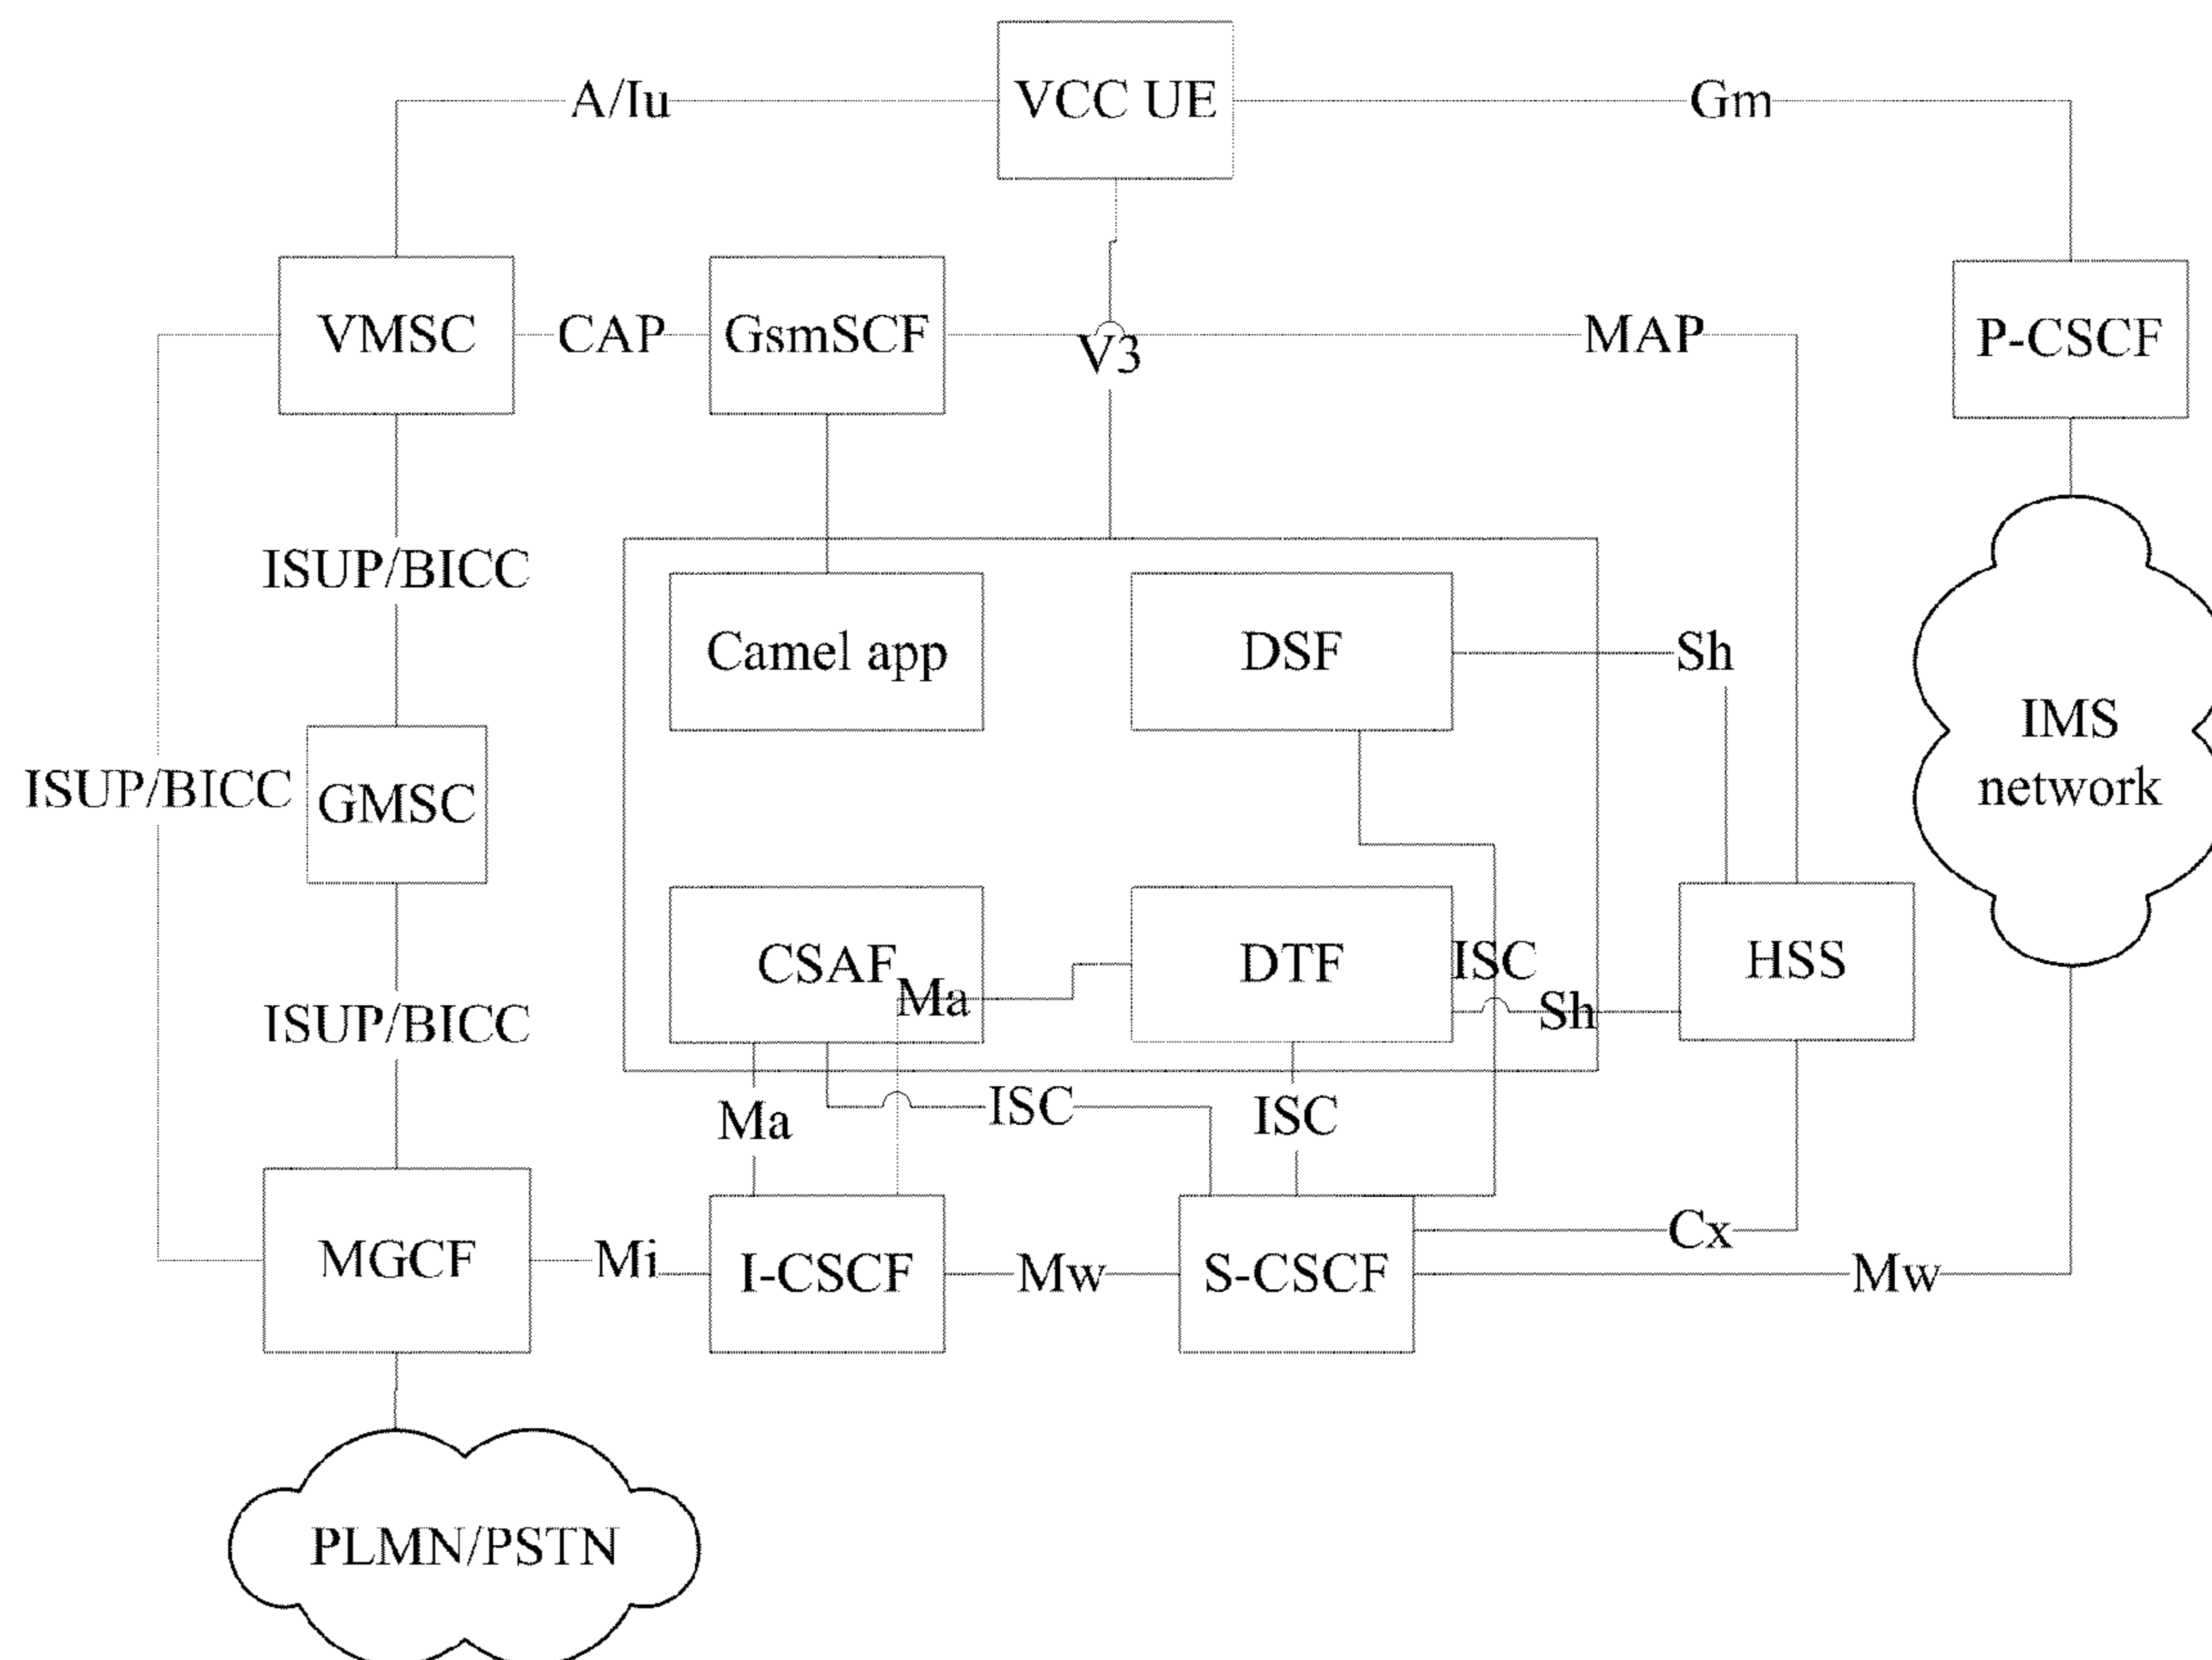 A/Iu
VCC UE
Gm
VMSC
CAP
GsmSCF
V3
MAP
P-CSCF
ISUP/BICC
Camel app
DSF
Sh
IMS
network
ISUP/BICC
GMSC
CSAF
Ma
DTF
ISC
Sh
HSS
ISUP/BICC
Ma
ISC
ISC
MGCF
Mi
I-CSCF
Mw
S-CSCF
Cx
Mw
PLMN/PSTN